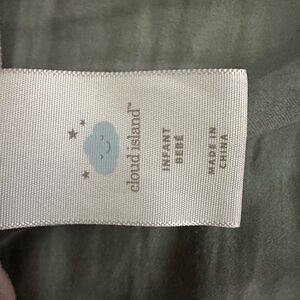 cloud island™
INFANT
BEBÉ
MADE IN
CHINA